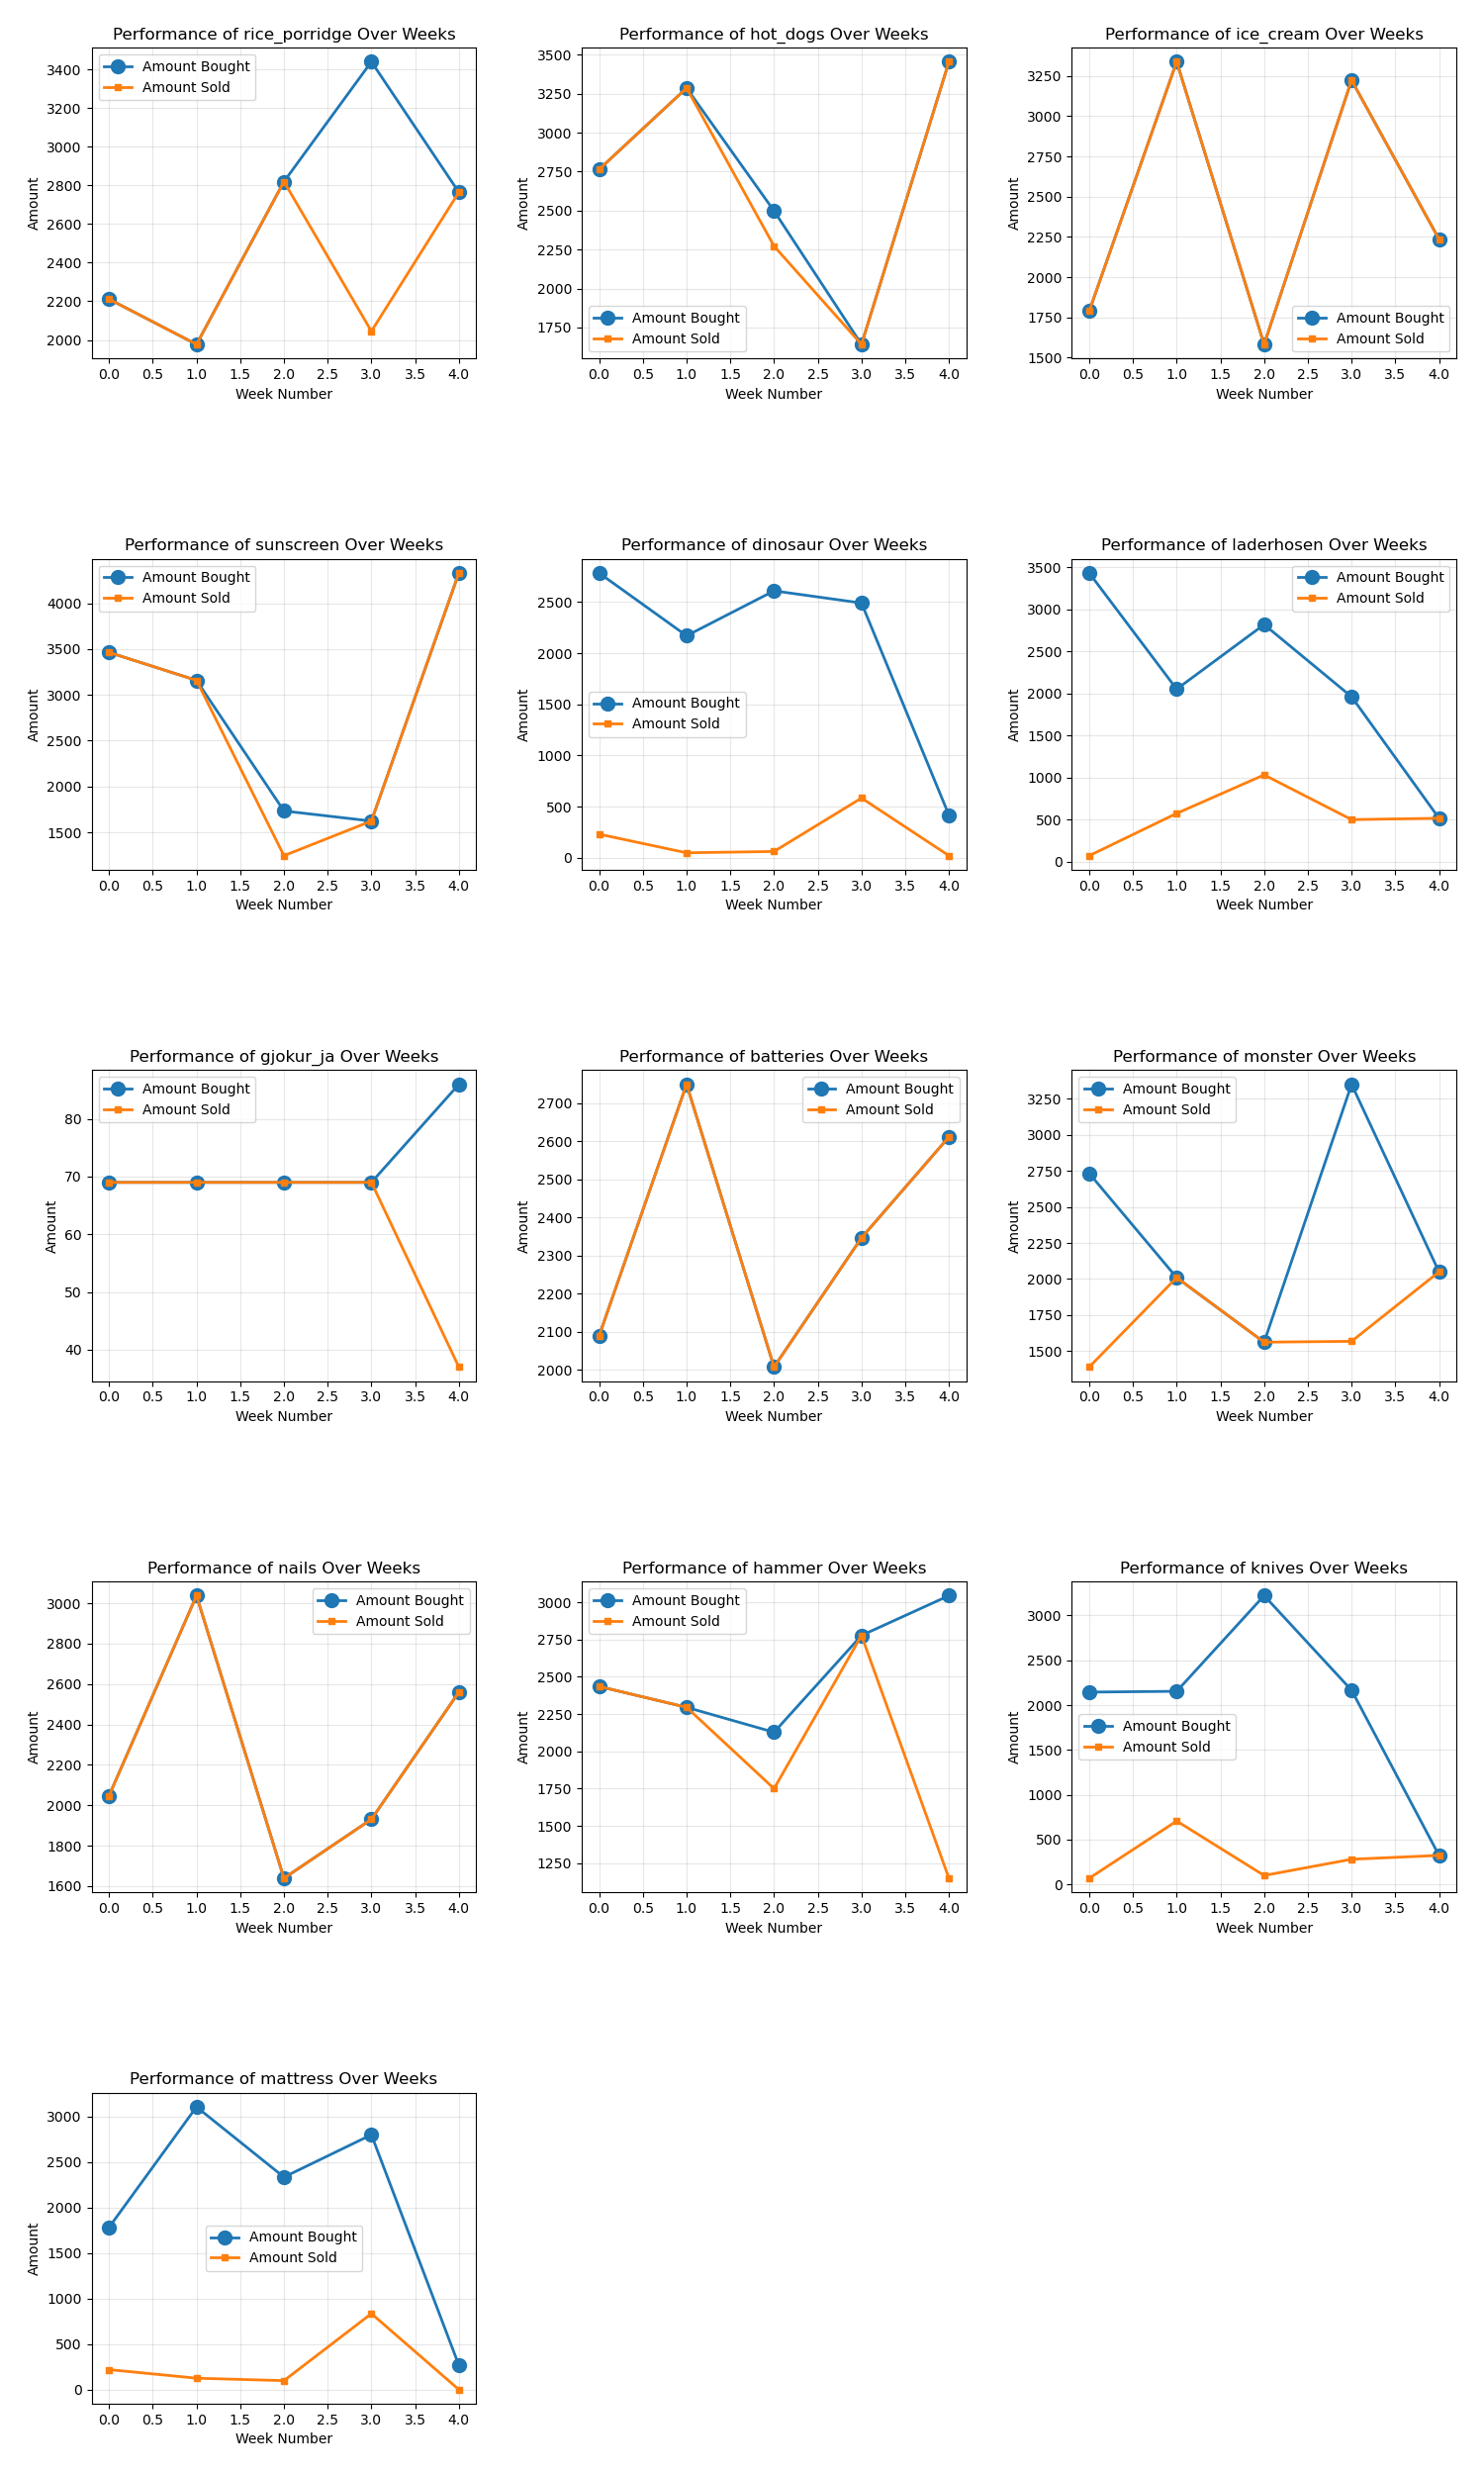 Performance of rice_porridge Over Weeks
Amount Bought
Amount Sold
3400
3200
3000
2800
2600
2400
2200
2000
Amount
0.0 0.5 1.0 1.5 2.0 2.5 3.0 3.5 4.0
Week Number
Performance of hot_dogs Over Weeks
3500
3250
3000
2750
2500
2250
2000
1750
Amount
Amount Bought
Amount Sold
0.0 0.5 1.0 1.5 2.0 2.5 3.0 3.5 4.0
Week Number
Performance of ice_cream Over Weeks
3250
3000
2750
2500
2250
2000
1750
1500
Amount
Amount Bought
Amount Sold
0.0 0.5 1.0 1.5 2.0 2.5 3.0 3.5 4.0
Week Number
Performance of sunscreen Over Weeks
Amount Bought
Amount Sold
4000
3500
3000
2500
2000
1500
Amount
0.0 0.5 1.0 1.5 2.0 2.5 3.0 3.5 4.0
Week Number
Performance of dinosaur Over Weeks
2500
2000
1500
1000
500
0
Amount
Amount Bought
Amount Sold
0.0 0.5 1.0 1.5 2.0 2.5 3.0 3.5 4.0
Week Number
Performance of laderhosen Over Weeks
Amount Bought
Amount Sold
3500
3000
2500
2000
1500
1000
500
0
Amount
0.0 0.5 1.0 1.5 2.0 2.5 3.0 3.5 4.0
Week Number
Performance of gjokur_ja Over Weeks
Amount Bought
Amount Sold
80
70
60
50
40
Amount
0.0 0.5 1.0 1.5 2.0 2.5 3.0 3.5 4.0
Week Number
Performance of batteries Over Weeks
Amount Bought
Amount Sold
2700
2600
2500
2400
2300
2200
2100
2000
Amount
0.0 0.5 1.0 1.5 2.0 2.5 3.0 3.5 4.0
Week Number
Performance of monster Over Weeks
Amount Bought
Amount Sold
3250
3000
2750
2500
2250
2000
1750
1500
Amount
0.0 0.5 1.0 1.5 2.0 2.5 3.0 3.5 4.0
Week Number
Performance of nails Over Weeks
Amount Bought
Amount Sold
3000
2800
2600
2400
2200
2000
1800
1600
Amount
0.0 0.5 1.0 1.5 2.0 2.5 3.0 3.5 4.0
Week Number
Performance of hammer Over Weeks
Amount Bought
Amount Sold
3000
2750
2500
2250
2000
1750
1500
1250
Amount
0.0 0.5 1.0 1.5 2.0 2.5 3.0 3.5 4.0
Week Number
Performance of knives Over Weeks
3000
2500
2000
1500
1000
500
0
Amount
Amount Bought
Amount Sold
0.0 0.5 1.0 1.5 2.0 2.5 3.0 3.5 4.0
Week Number
Performance of mattress Over Weeks
3000
2500
2000
1500
1000
500
0
Amount
Amount Bought
Amount Sold
0.0 0.5 1.0 1.5 2.0 2.5 3.0 3.5 4.0
Week Number